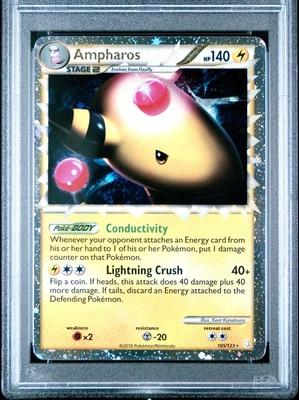 Ampharos
HP140
STAGE 2 Evolves from Flaaffy
Poké-BODY Conductivity
Whenever your opponent attaches an Energy card from
his or her hand to 1 of his or her Pokémon, put 1 damage
counter on that Pokémon.
Lightning Crush 40+
Flip a coin. If heads, this attack does 40 damage plus 40
more damage. If tails, discard an Energy attached to the
Defending Pokémon.
weakness resistance retreat cost
×2 -20
Illus. Kent Kanetsuna
©2010 Pokémon/Nintendo 105/123